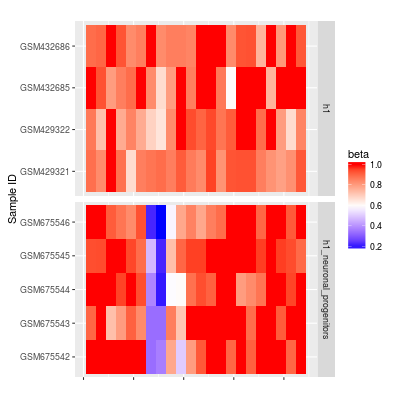 GSM432686
GSM432685
GSM429322
GSM429321
h1
GSM675546
GSM675545
GSM675544
GSM675543
GSM675542
h1_neuronal_progenitors
Sample ID
beta
1.0
0.8
0.6
0.4
0.2